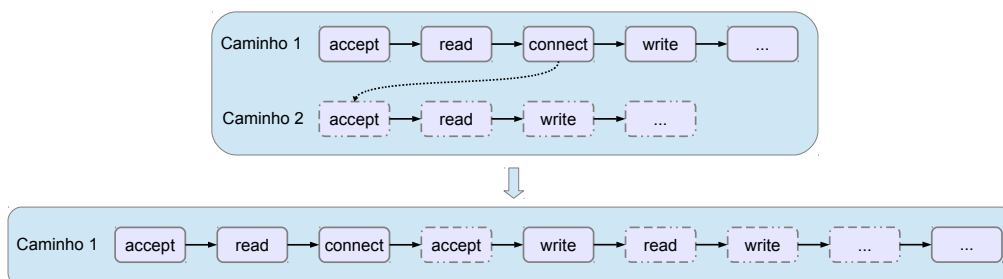 Caminho 1 accept read connect write ...
Caminho 2 accept read write ...
Caminho 1 accept read connect accept write read write ... ...